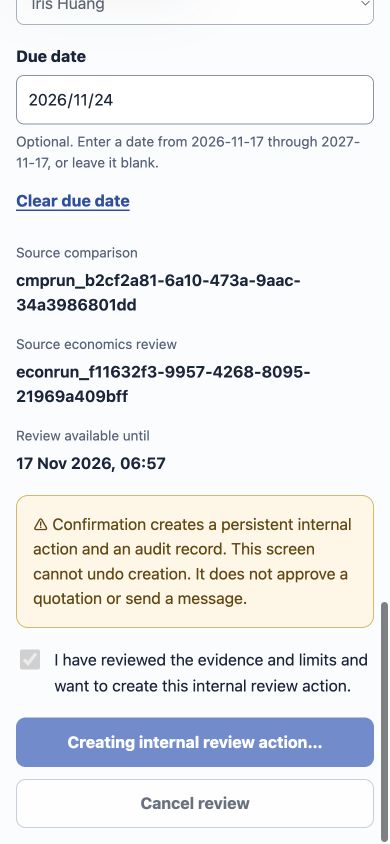 Iris Huang
Due date
2026/11/24
Optional. Enter a date from 2026-11-17 through 2027-
11-17, or leave it blank.
Clear due date
Source comparison
cmprun_b2cf2a81-6a10-473a-9aac-
34a3986801dd
Source economics review
econrun_f11632f3-9957-4268-8095-
21969a409bff
Review available until
17 Nov 2026, 06:57
⚠ Confirmation creates a persistent internal
action and an audit record. This screen
cannot undo creation. It does not approve a
quotation or send a message.
I have reviewed the evidence and limits and
want to create this internal review action.
Creating internal review action...
Cancel review